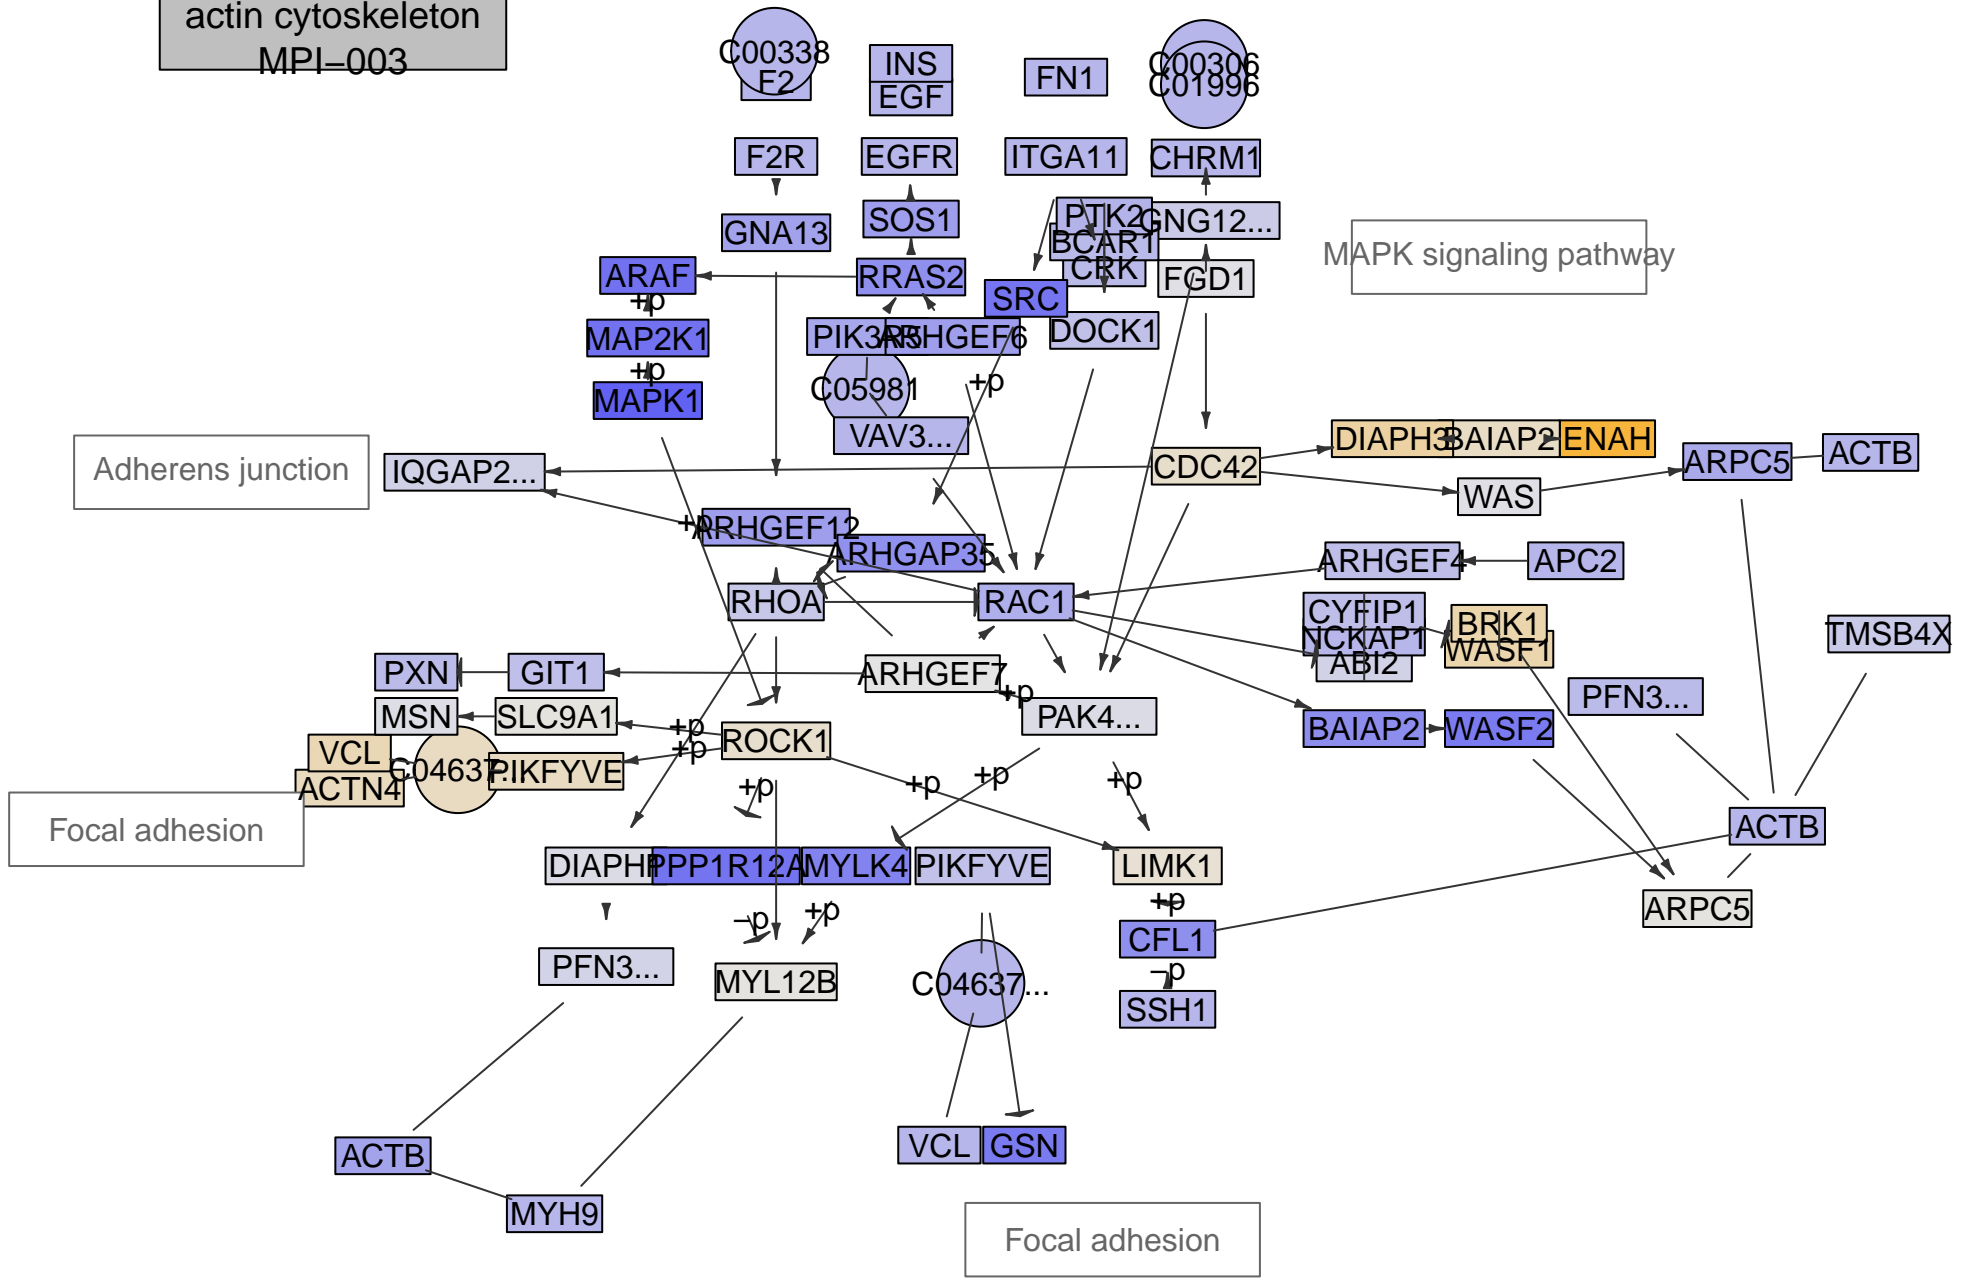 actin cytoskeleton
MPI–003
C00338
F2
INS
EGF
FN1
C00306
C01996
F2R
EGFR
ITGA11
CHRM1
GNA13
SOS1
PTK2
GNG12...
BCAR1
MAPK signaling pathway
ARAF
RRAS2
CRK
FGD1
SRC
+p
MAP2K1
PIK3R5
ARHGEF6
DOCK1
+p
MAPK1
C05981
+p
VAV3...
DIAPH3
BAIAP2
ENAH
ACTB
Adherens junction
IQGAP2...
CDC42
ARPC5
WAS
+p
ARHGEF12
ARHGAP35
ARHGEF4
APC2
RHOA
RAC1
CYFIP1
NCKAP1
ABI2
BRK1
WASF1
TMSB4X
PXN
GIT1
ARHGEF7
+p
PFN3...
MSN
SLC9A1
+p
PAK4...
BAIAP2
WASF2
VCL
+p
ROCK1
C04637...
PIKFYVE
ACTN4
+p
+p
+p
+p
Focal adhesion
ACTB
PPP1R12A
MYLK4
PIKFYVE
LIMK1
–p
+p
+p
ARPC5
CFL1
PFN3...
MYL12B
C04637...
–p
SSH1
ACTB
VCL
GSN
MYH9
Focal adhesion